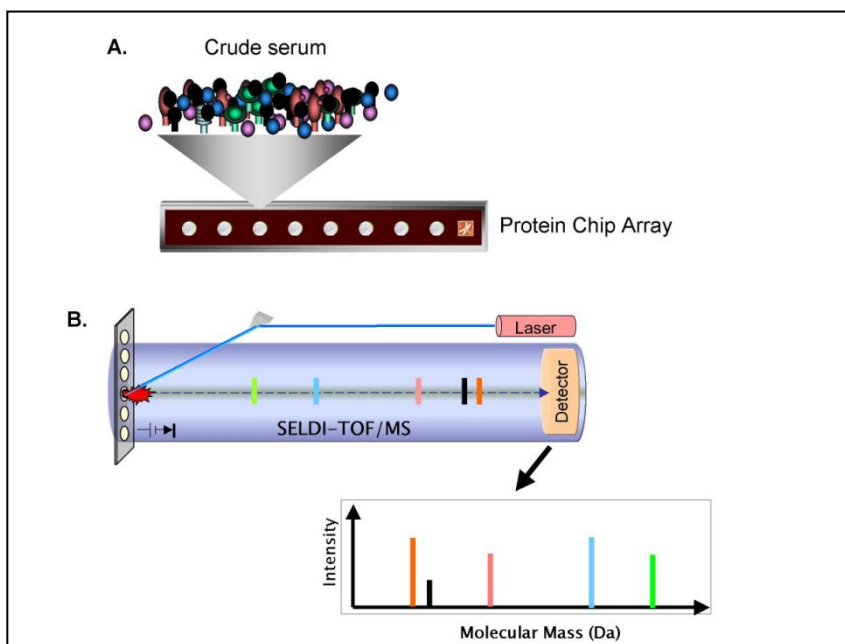 A.
Crude serum
Protein Chip Array
B.
Laser
Detector
SELDI-TOF/MS
Intensity
Molecular Mass (Da)